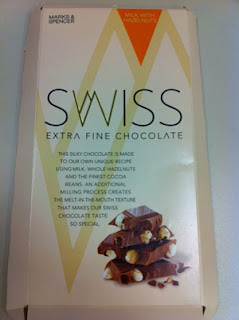 MARKS &
SPENCER
MILK WITH
HAZELNUTS
SWISS
EXTRA FINE CHOCOLATE
THIS SILKY CHOCOLATE IS MADE
TO OUR OWN UNIQUE RECIPE
USING MILK, WHOLE HAZELNUTS
AND THE FINEST COCOA
BEANS. AN ADDITIONAL
MILLING PROCESS CREATES
THE MELT-IN-THE-MOUTH TEXTURE
THAT MAKES OUR SWISS
CHOCOLATE TASTE
SO SPECIAL.